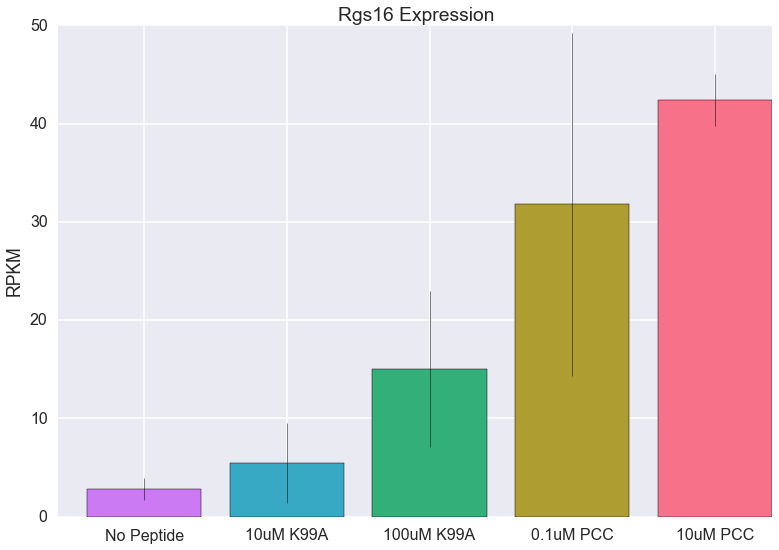 Rgs16 Expression
50
40
30
20
10
0
RPKM
No Peptide
10uM K99A
100uM K99A
0.1uM PCC
10uM PCC